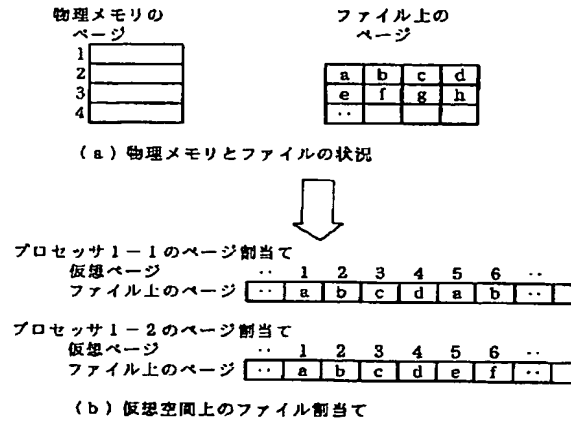 物理メモリの
ページ
1
2
3
4
ファイル上の
ページ
a b c d
e f g h
‥
(a)物理メモリとファイルの状況
プロセッサ1-1のページ割当て
仮想ページ ‥ 1 2 3 4 5 6 ‥
ファイル上のページ ‥ a b c d a b ‥
プロセッサ1-2のページ割当て
仮想ページ ‥ 1 2 3 4 5 6 ‥
ファイル上のページ ‥ a b c d e f ‥
(b)仮想空間上のファイル割当て